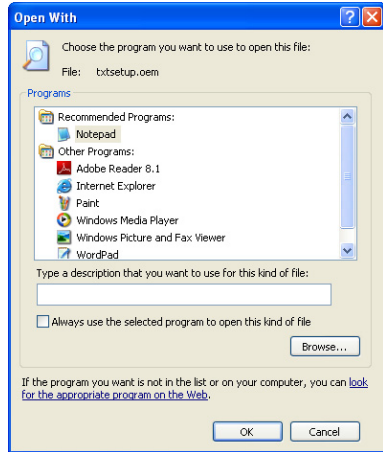 Open With
Choose the program you want to use to open this file:
File: txtsetup.oem
Programs
Recommended Programs:
Notepad
Other Programs:
Adobe Reader 8.1
Internet Explorer
Paint
Windows Media Player
Windows Picture and Fax Viewer
WordPad
Type a description that you want to use for this kind of file:
Always use the selected program to open this kind of file
Browse...
If the program you want is not in the list or on your computer, you can look
for the appropriate program on the Web.
OK Cancel